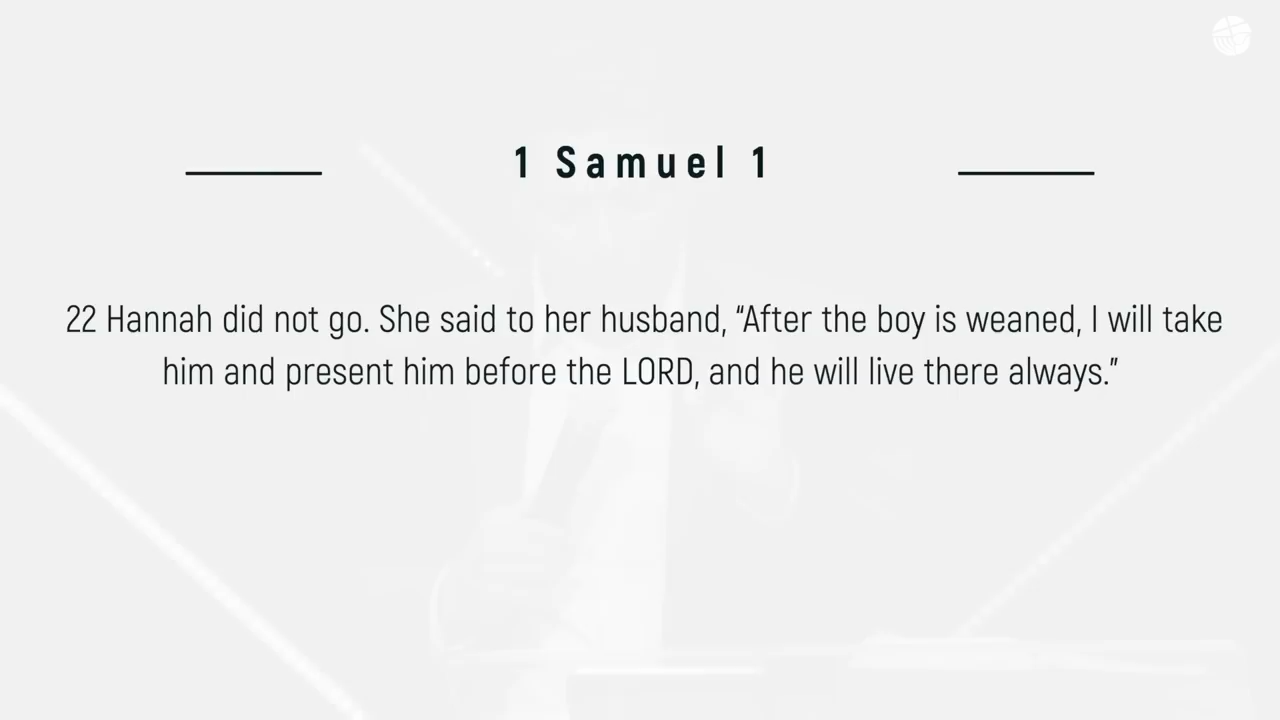 1 Samuel 1
22 Hannah did not go. She said to her husband, “After the boy is weaned, I will take
him and present him before the LORD, and he will live there always.”